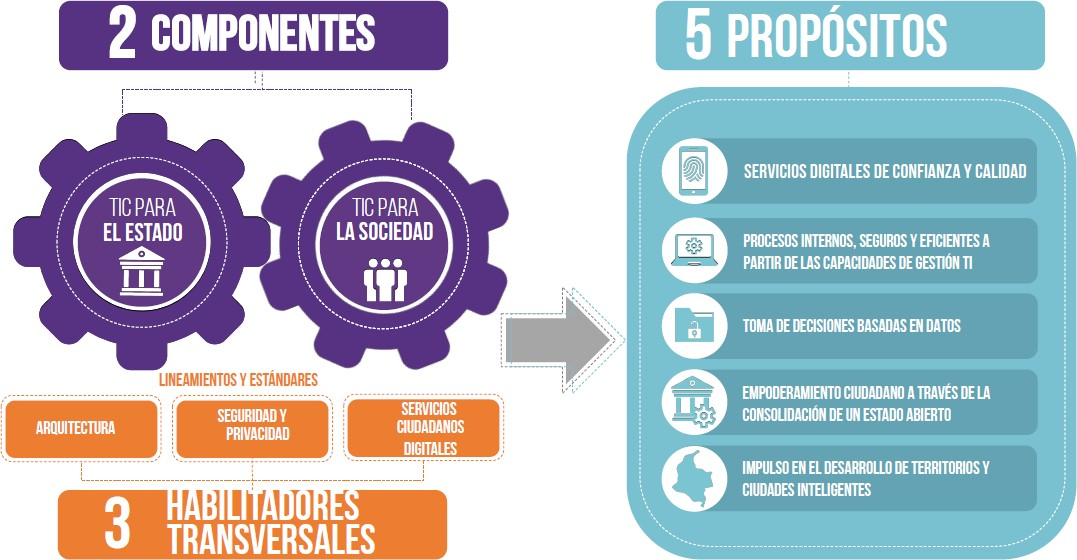 2 COMPONENTES
TIC PARA
EL ESTADO
TIC PARA
LA SOCIEDAD
LINEAMIENTOS Y ESTÁNDARES
ARQUITECTURA
SEGURIDAD Y
PRIVACIDAD
SERVICIOS
CIUDADANOS
DIGITALES
3 HABILITADORES
TRANSVERSALES
5 PROPÓSITOS
SERVICIOS DIGITALES DE CONFIANZA Y CALIDAD
PROCESOS INTERNOS, SEGUROS Y EFICIENTES A
PARTIR DE LAS CAPACIDADES DE GESTIÓN TI
TOMA DE DECISIONES BASADAS EN DATOS
EMPODERAMIENTO CIUDADANO A TRAVÉS DE LA
CONSOLIDACIÓN DE UN ESTADO ABIERTO
IMPULSO EN EL DESARROLLO DE TERRITORIOS Y
CIUDADES INTELIGENTES